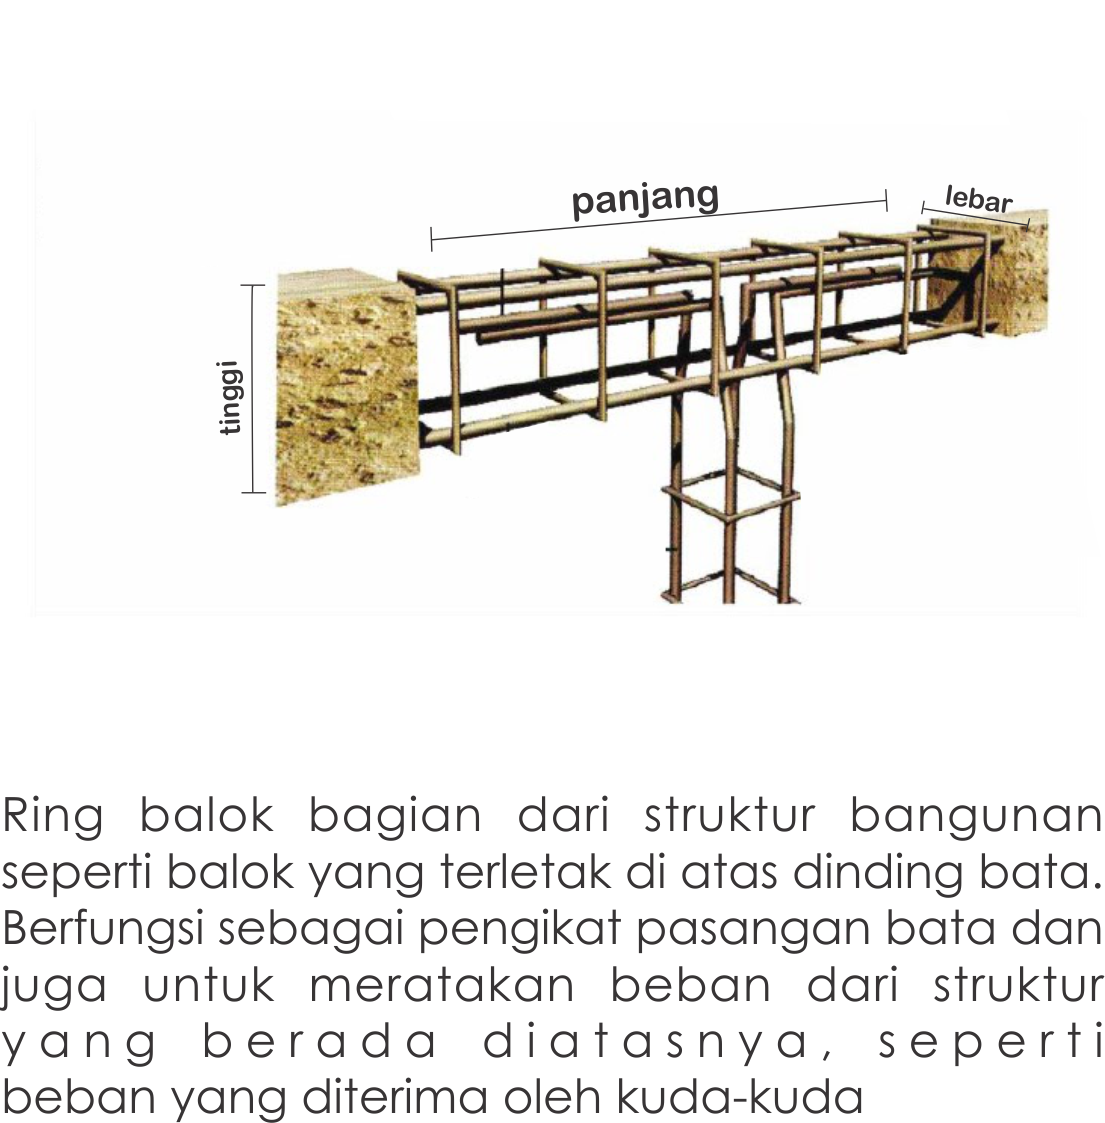 panjang
lebar
tinggi
Ring balok bagian dari struktur bangunan
seperti balok yang terletak di atas dinding bata.
Berfungsi sebagai pengikat pasangan bata dan
juga untuk meratakan beban dari struktur
yang berada diatasnya, seperti
beban yang diterima oleh kuda-kuda